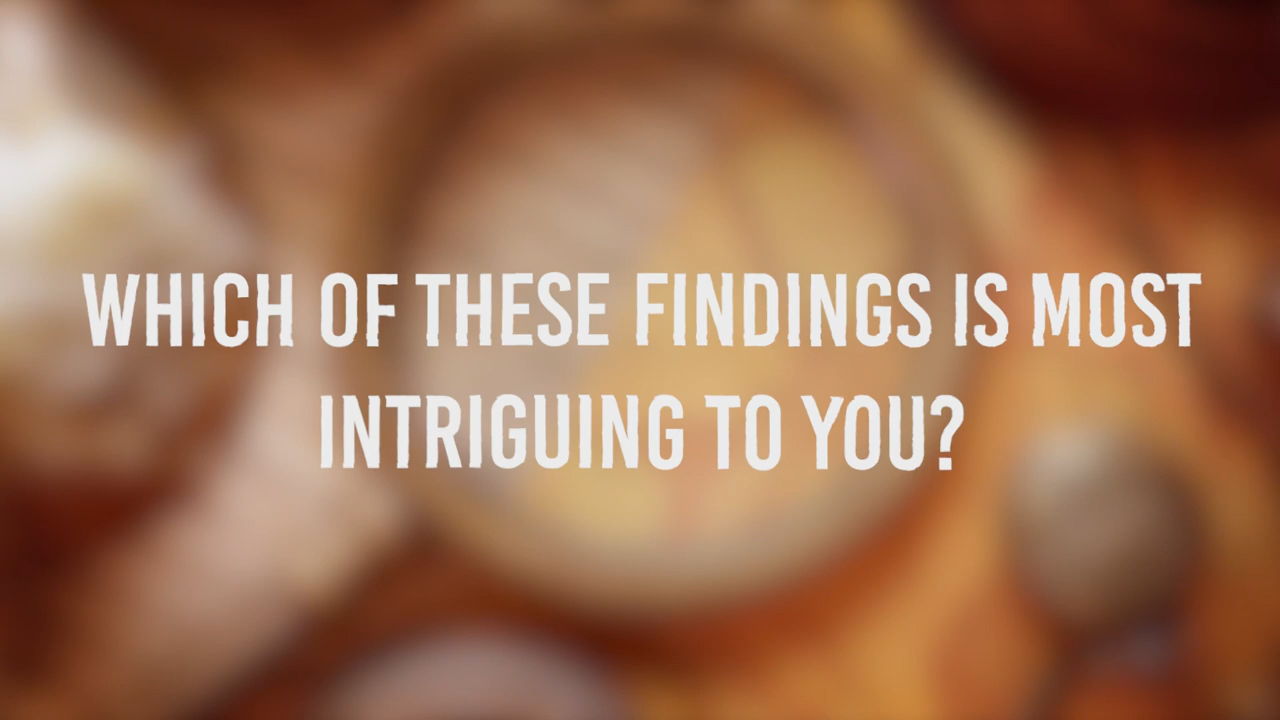 WHICH OF THESE FINDINGS IS MOST
INTRIGUING TO YOU?